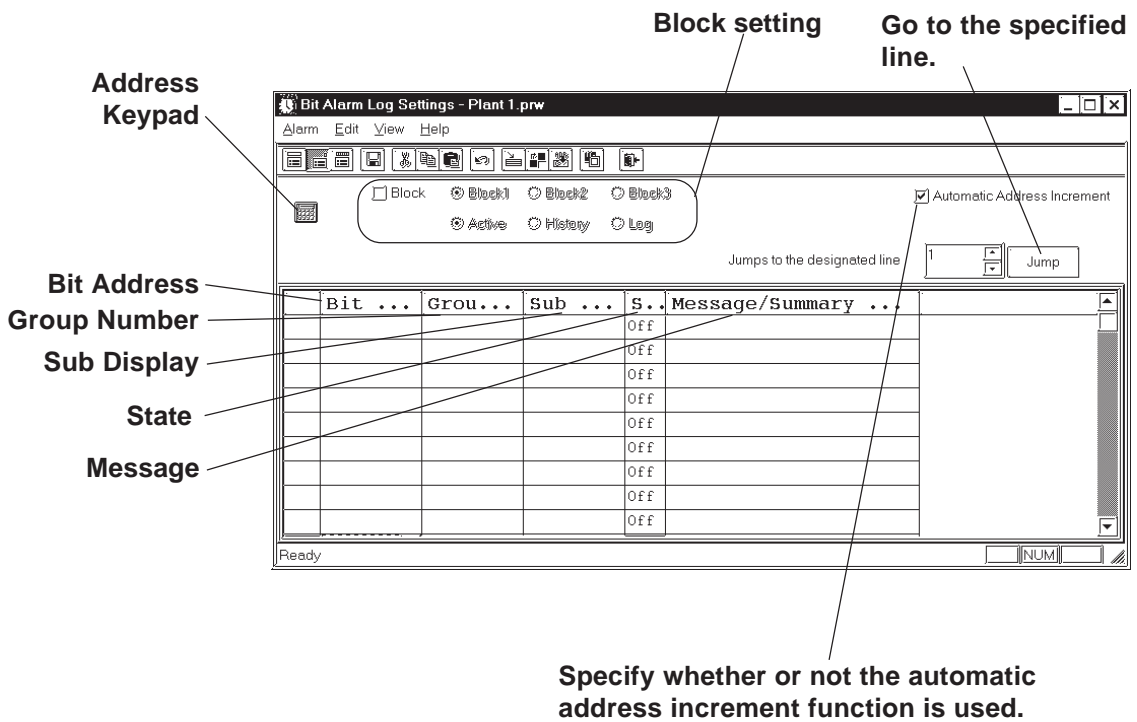 Block setting
Go to the specified
line.
Address
Keypad
Bit Alarm Log Settings - Plant 1.prw
Alarm Edit View Help
Block Block1 Block2 Block3
Active History Log
Automatic Address Increment
Jumps to the designated line 1 Jump
Bit Address
Group Number
Sub Display
State
Message
Bit ... Grou... Sub ... S.. Message/Summary ...
Off
Off
Off
Off
Off
Off
Off
Off
Off
Ready NUM
Specify whether or not the automatic
address increment function is used.